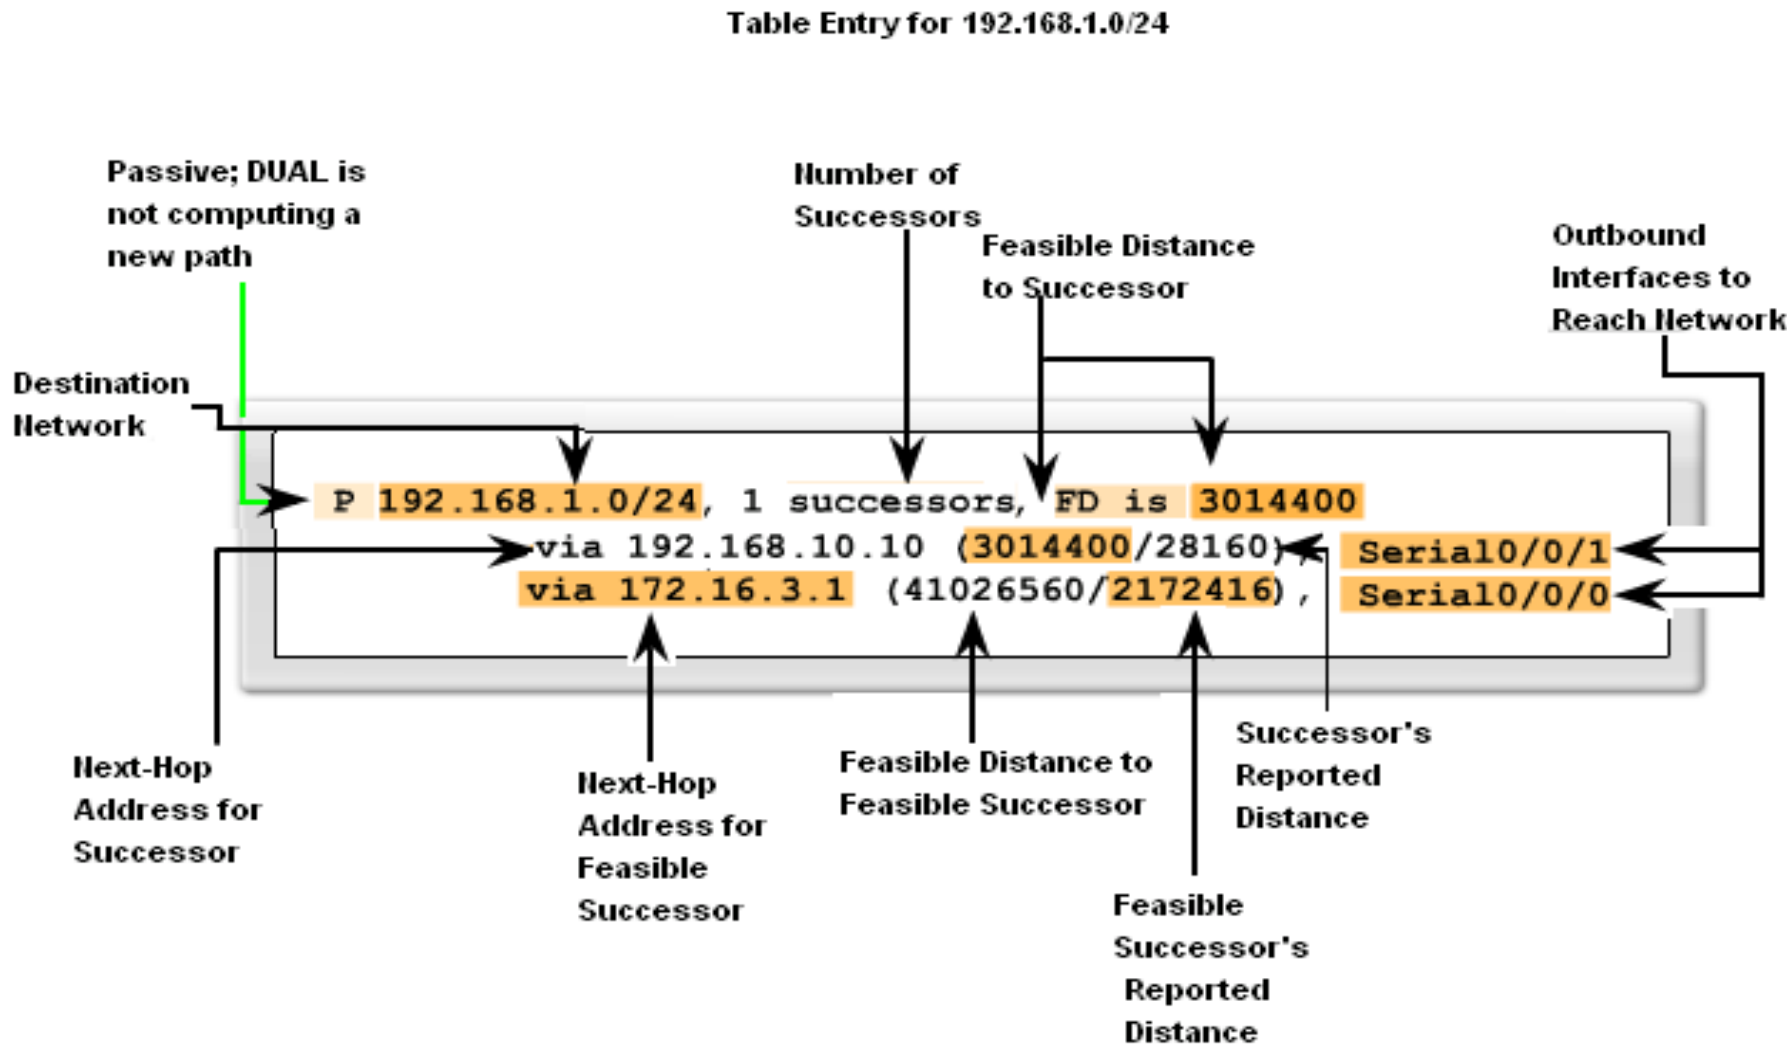 Table Entry for 192.168.1.0/24
Passive; DUAL is
not computing a
new path
Number of
Successors
Feasible Distance
to Successor
Outbound
Interfaces to
Reach Network
Destination
Network
P 192.168.1.0/24, 1 successors, FD is 3014400
via 192.168.10.10 (3014400/28160), Serial0/0/1
via 172.16.3.1 (41026560/2172416), Serial0/0/0
Next-Hop
Address for
Successor
Next-Hop
Address for
Feasible
Successor
Feasible Distance to
Feasible Successor
Successor's
Reported
Distance
Feasible
Successor's
Reported
Distance